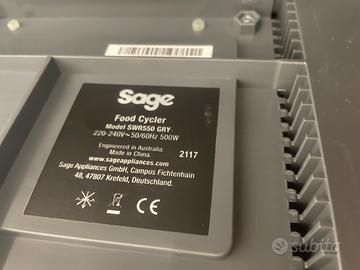 Sage
Food Cycler
Model SWR550 GRY
220-240V~50/60Hz 500W
Engineered in Australia.
Made in China.
2117
www.sageappliances.com
Sage Appliances GmbH, Campus Fichtenhain
48, 47807 Krefeld, Deutschland.
CE
subito